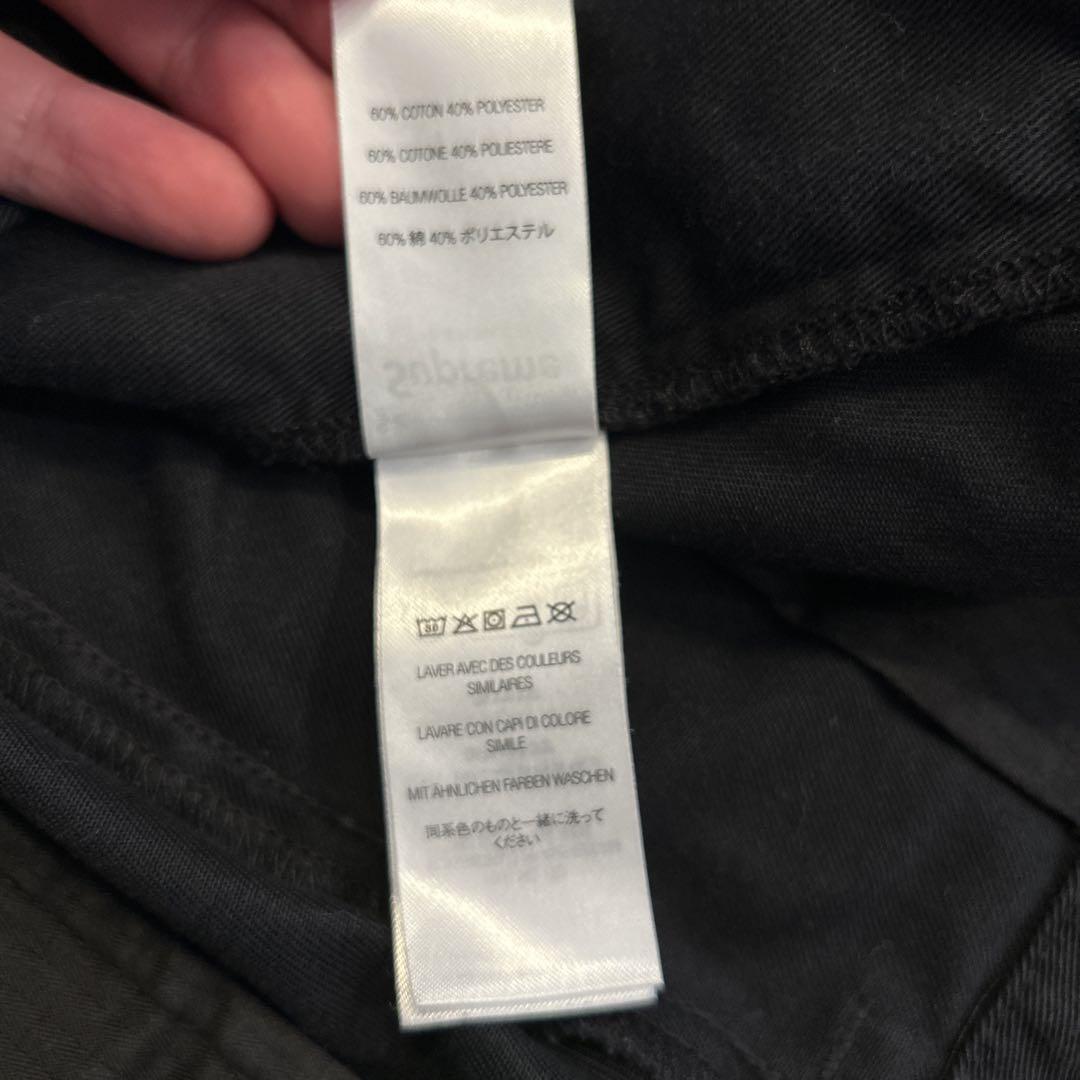 60% COTON 40% POLYESTER
60% COTONE 40% POLIESTERE
60% BAUMWOLLE 40% POLYESTER
60% 綿 40% ポリエステル
Supreme
30
LAVER AVEC DES COULEURS
SIMILAIRES
LAVARE CON CAPI DI COLORE
SIMILE
MIT ÄHNLICHEN FARBEN WASCHEN
同系色のものと一緒に洗って
ください